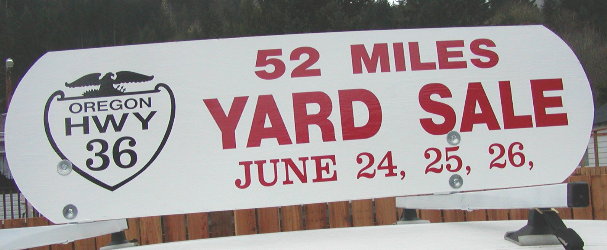 OREGON
HWY
36
52 MILES
YARD SALE
JUNE 24, 25, 26,